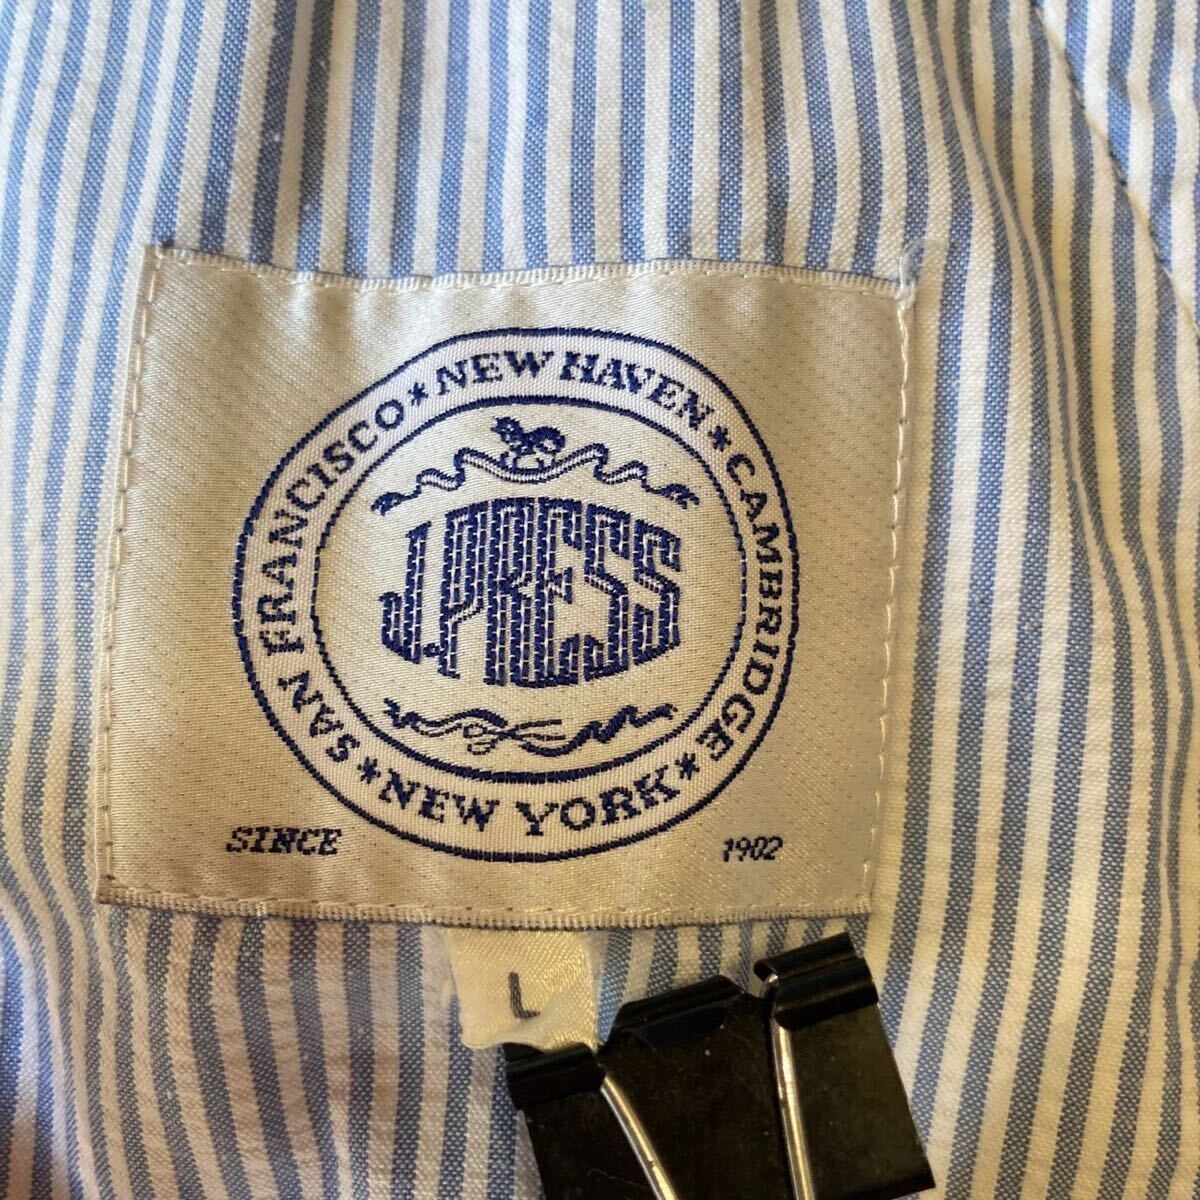 SAN FRANCISCO * NEW HAVEN * CAMBRIDGE * NEW YORK *
J.PRESS
SINCE 1902
L